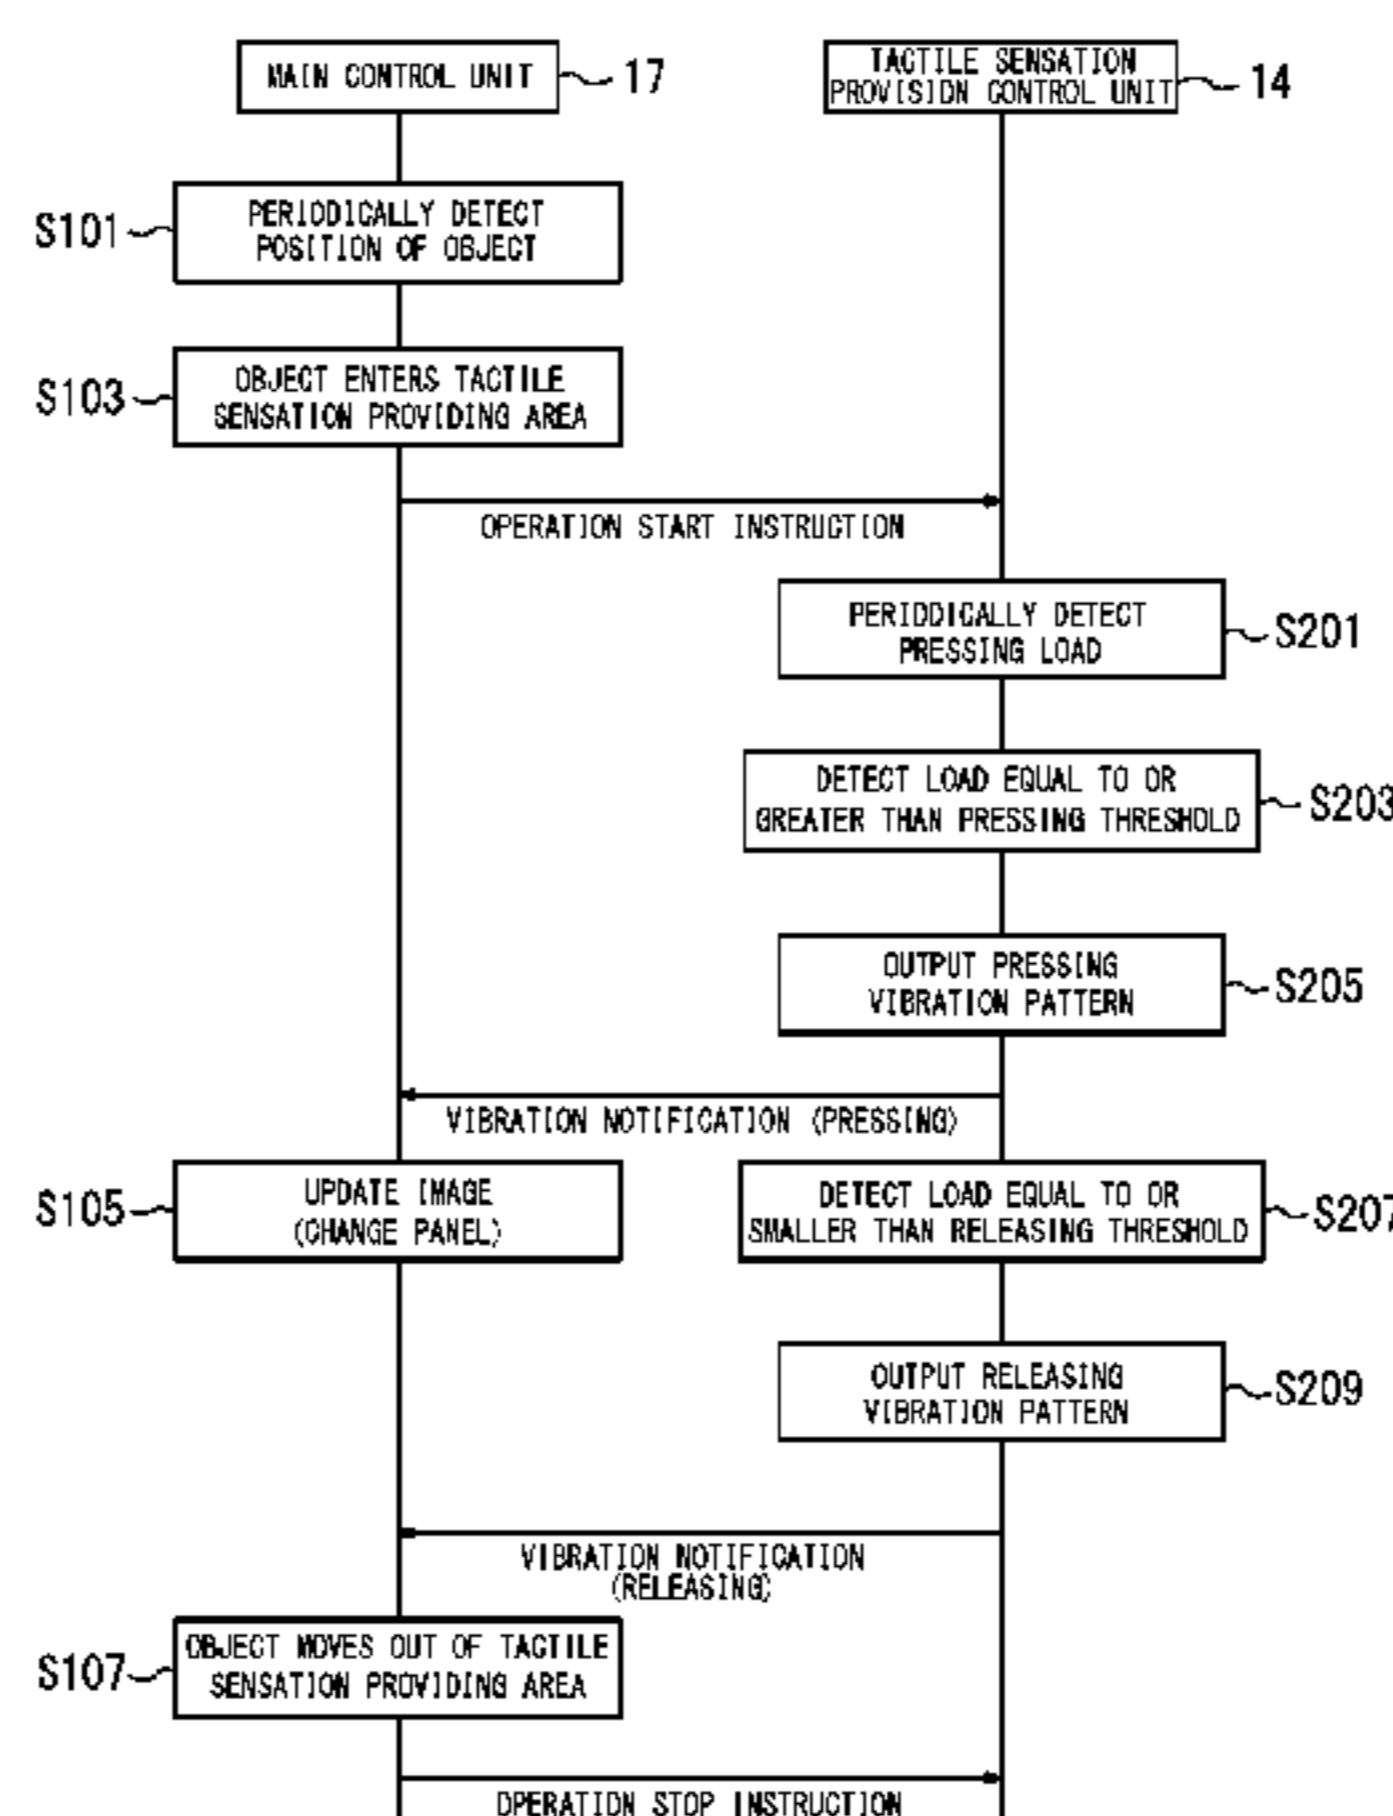 MAIN CONTROL UNIT 17
TACTILE SENSATION
PROVISION CONTROL UNIT 14
S101 PERIODICALLY DETECT
POSITION OF OBJECT
S103 OBJECT ENTERS TACTILE
SENSATION PROVIDING AREA
OPERATION START INSTRUCTION
PERIODICALLY DETECT
PRESSING LOAD S201
DETECT LOAD EQUAL TO OR
GREATER THAN PRESSING THRESHOLD S203
OUTPUT PRESSING
VIBRATION PATTERN S205
VIBRATION NOTIFICATION (PRESSING)
S105 UPDATE IMAGE
(CHANGE PANEL)
DETECT LOAD EQUAL TO OR
SMALLER THAN RELEASING THRESHOLD S207
OUTPUT RELEASING
VIBRATION PATTERN S209
VIBRATION NOTIFICATION
(RELEASING)
S107 OBJECT MOVES OUT OF TACTILE
SENSATION PROVIDING AREA
OPERATION STOP INSTRUCTION